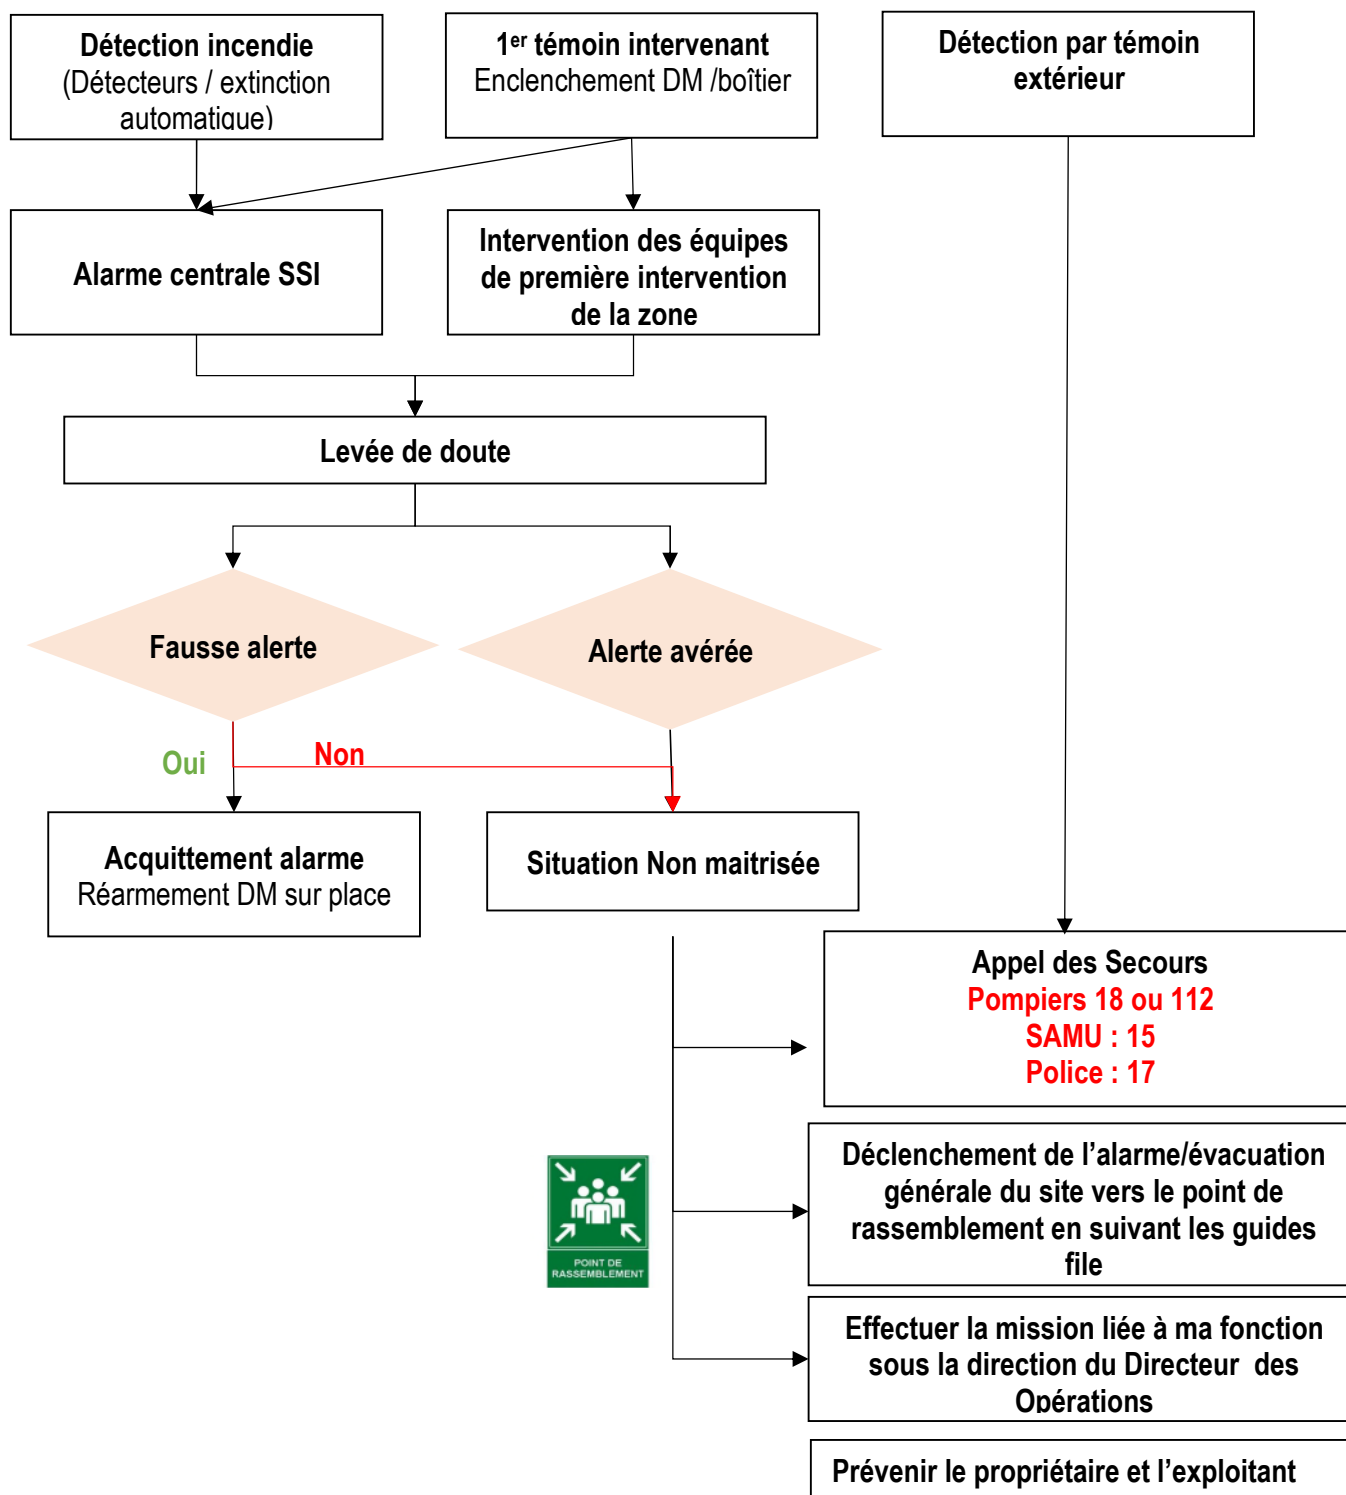 Détection incendie
(Détecteurs / extinction
automatique)
1er témoin intervenant
Enclenchement DM /boîtier
Détection par témoin
extérieur
Alarme centrale SSI
Intervention des équipes
de première intervention
de la zone
Levée de doute
Fausse alerte
Alerte avérée
Oui
Non
Acquittement alarme
Réarmement DM sur place
Situation Non maitrisée
Appel des Secours
Pompiers 18 ou 112
SAMU : 15
Police : 17
POINT DE
RASSEMBLEMENT
Déclenchement de l’alarme/évacuation
générale du site vers le point de
rassemblement en suivant les guides
file
Effectuer la mission liée à ma fonction
sous la direction du Directeur des
Opérations
Prévenir le propriétaire et l’exploitant